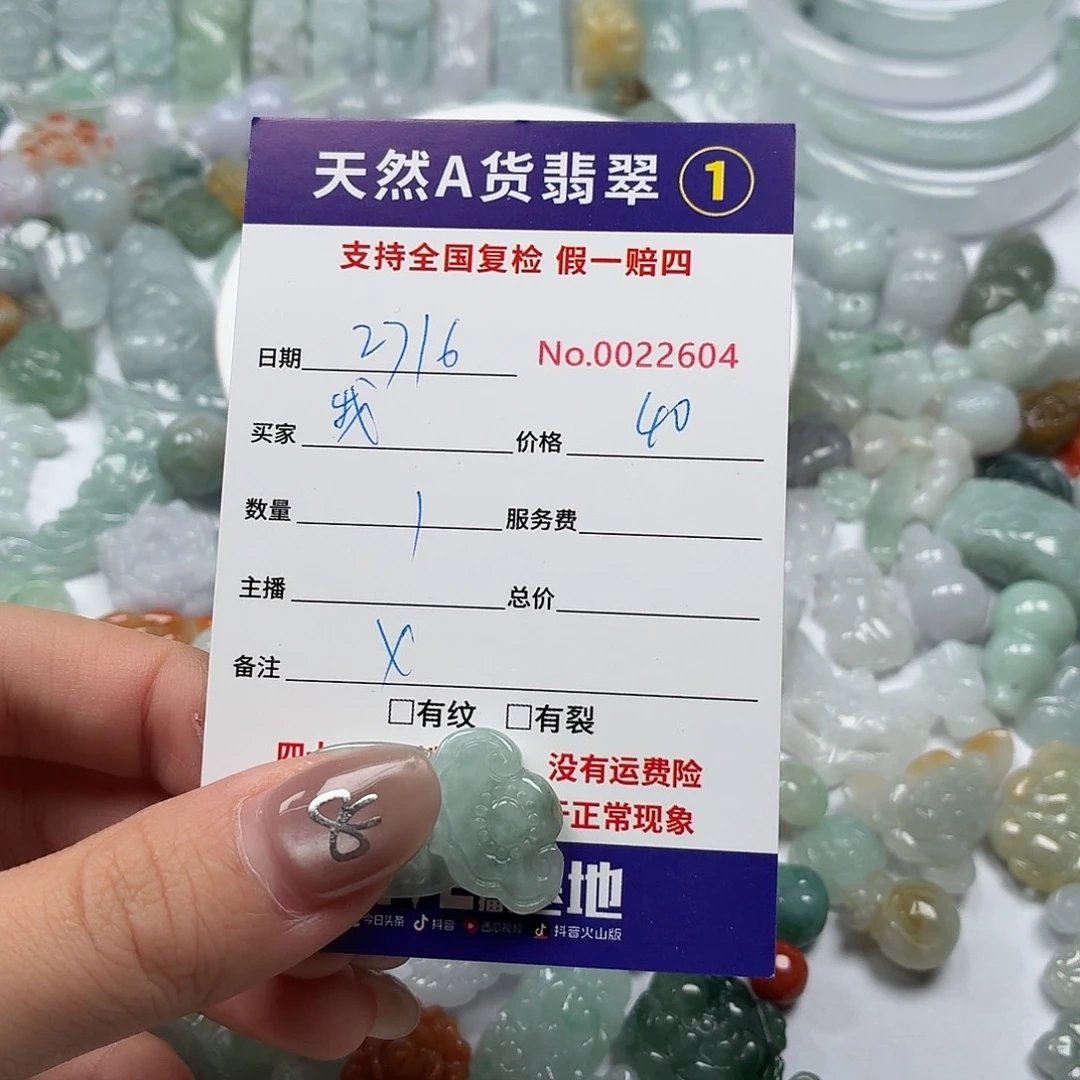 天然A货翡翠 1
支持全国复检 假一赔四
日期 2716 No.0022604
买家 我 价格 40
数量 1 服务费
主播 总价
备注 X
□有纹 □有裂
没有运费险
正常现象
地
今日头条 抖音 西瓜视频 抖音火山版